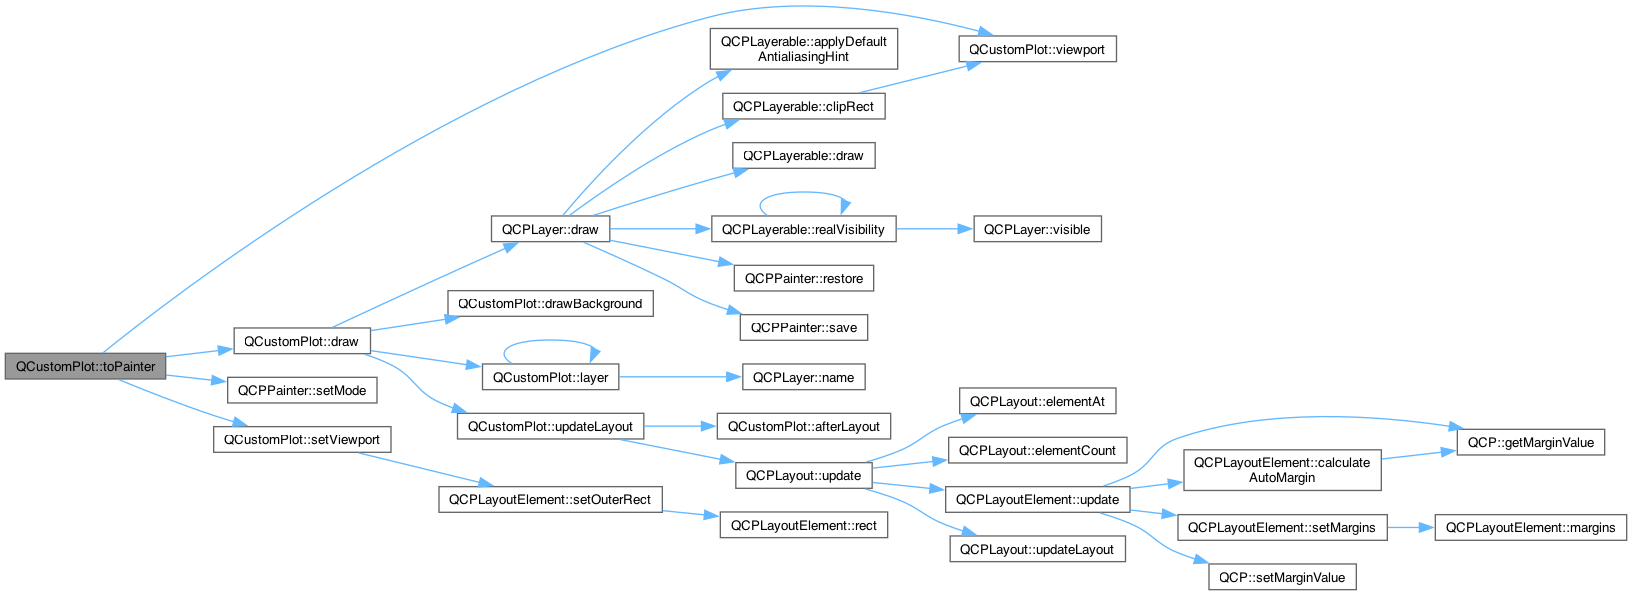 QCPLayerable::applyDefault
AntialiasingHint
QCustomPlot::viewport
QCPLayerable::clipRect
QCPLayerable::draw
QCPLayer::draw
QCPLayerable::realVisibility
QCPLayer::visible
QCPPainter::restore
QCustomPlot::drawBackground
QCPPainter::save
QCustomPlot::draw
QCustomPlot::toPainter
QCustomPlot::layer
QCPLayer::name
QCPPainter::setMode
QCPLayout::elementAt
QCustomPlot::setViewport
QCustomPlot::updateLayout
QCustomPlot::afterLayout
QCPLayout::elementCount
QCP::getMarginValue
QCPLayoutElement::calculate
AutoMargin
QCPLayout::update
QCPLayoutElement::setOuterRect
QCPLayoutElement::update
QCPLayoutElement::rect
QCPLayoutElement::setMargins
QCPLayoutElement::margins
QCPLayout::updateLayout
QCP::setMarginValue